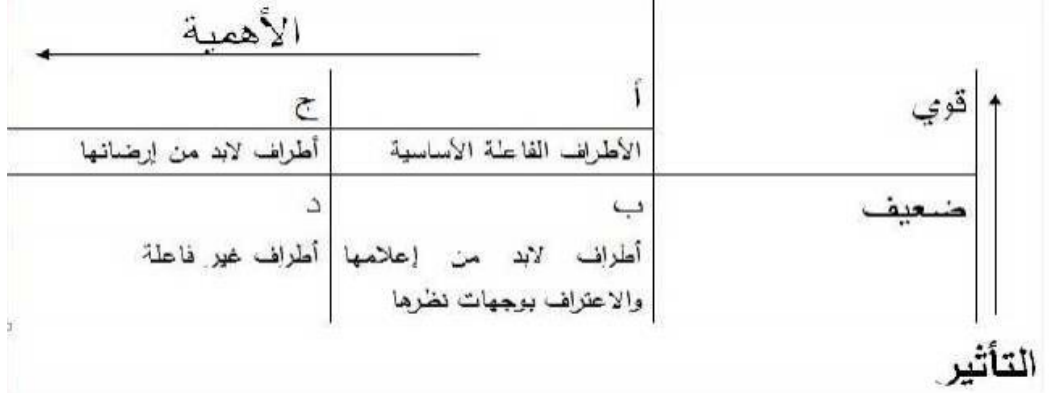 الأهمية
قوي
أ
ج
الأطراف الفاعلة الأساسية
أطراف لابد من إرضائها
ضعيف
ب
د
أطراف لابد من إعلامها
والاعتراف بوجهات نظرها
أطراف غير فاعلة
التأثير